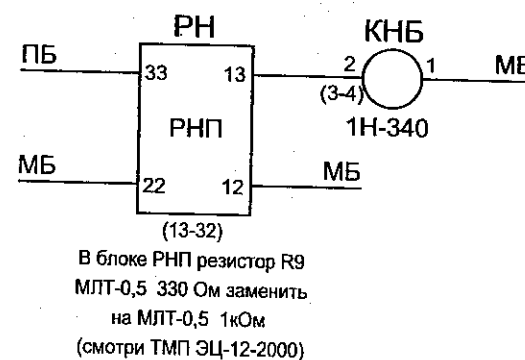 РН
КНБ
ПБ
33
13
2
1
МБ
(3-4)
РНП
1Н-340
МБ
22
12
МБ
(13-32)
В блоке РНП резистор R9
МЛТ-0,5 330 Ом заменить
на МЛТ-0,5 1кОм
(смотри ТМП ЭЦ-12-2000)